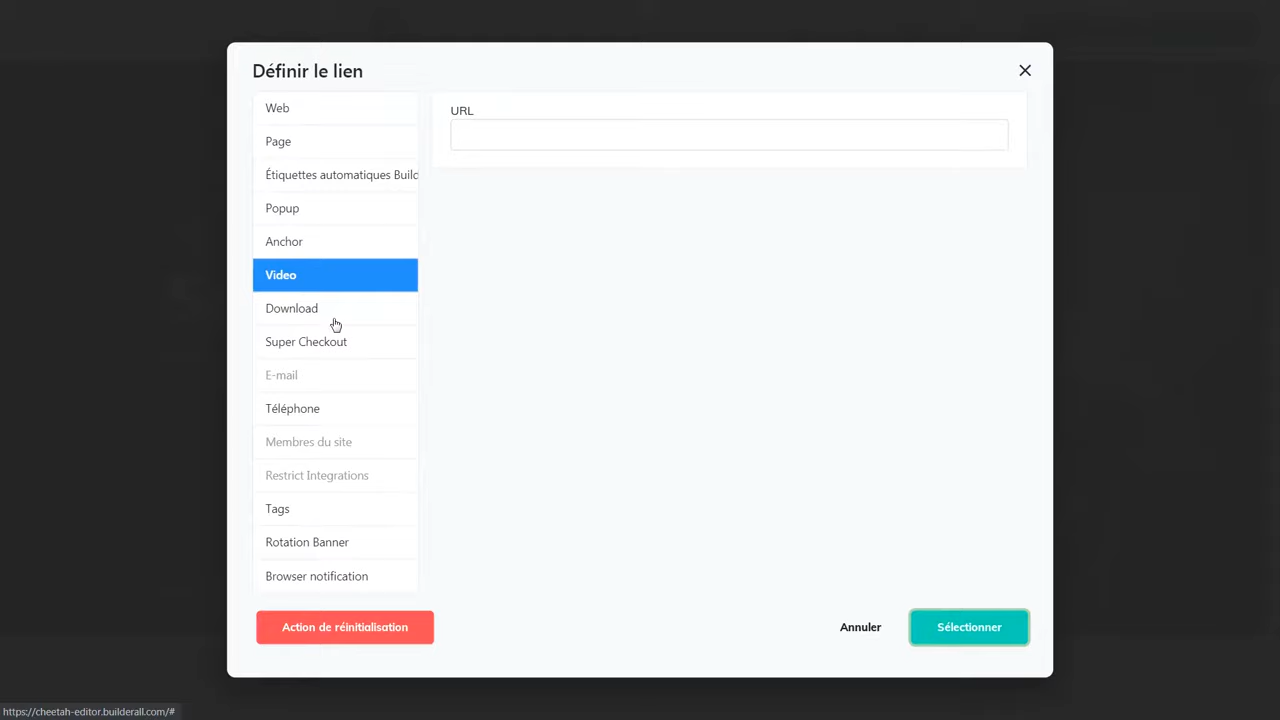 Définir le lien
Web
Page
Étiquettes automatiques Build
Popup
Anchor
Video
Download
Super Checkout
E-mail
Téléphone
Membres du site
Restrict Integrations
Tags
Rotation Banner
Browser notification
URL
Action de réinitialisation
Annuler
Sélectionner
https://cheetah-editor.builderall.com/#